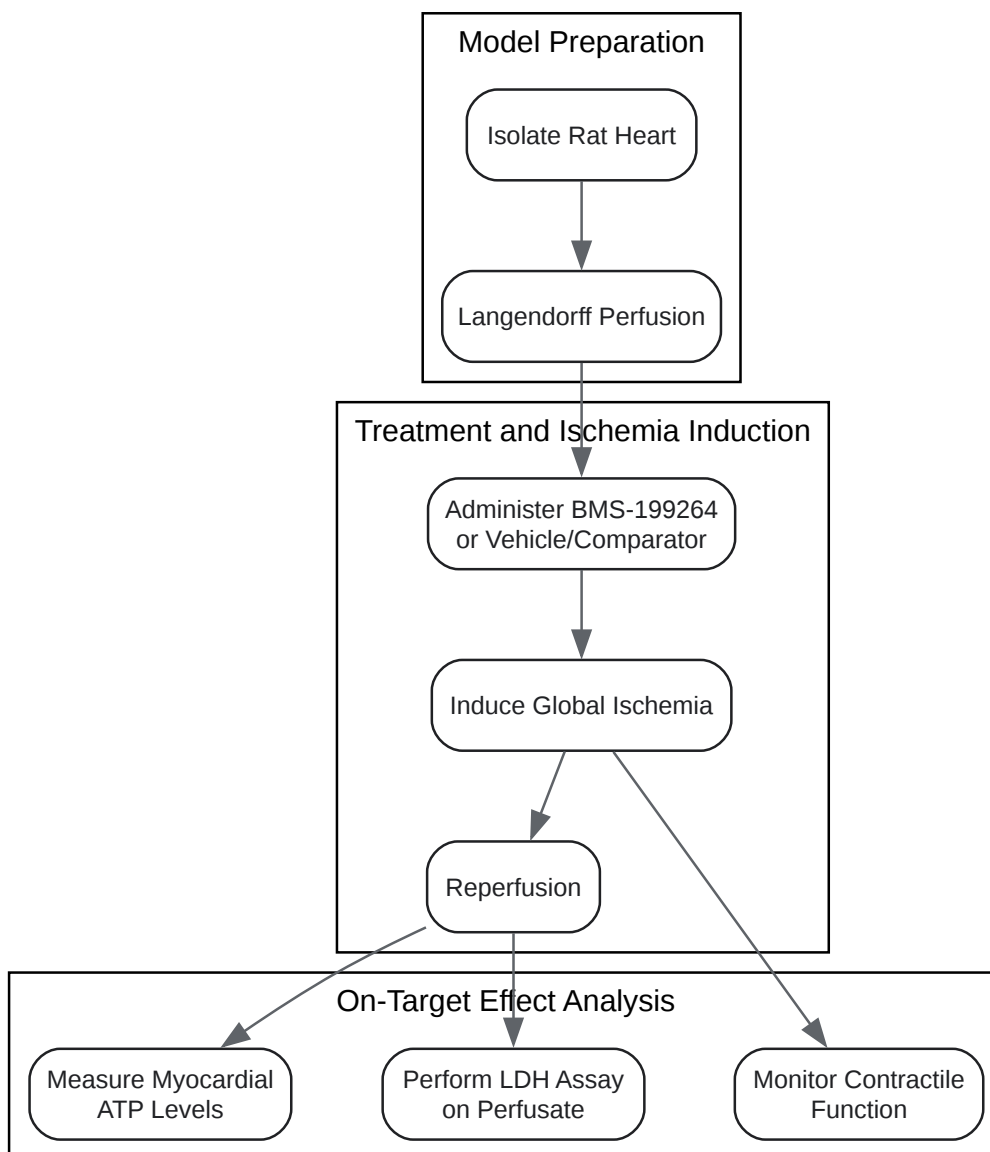 Model Preparation
Isolate Rat Heart
Langendorff Perfusion
Treatment and Ischemia Induction
Administer BMS-199264
or Vehicle/Comparator
Induce Global Ischemia
Reperfusion
On-Target Effect Analysis
Measure Myocardial
ATP Levels
Perform LDH Assay
on Perfusate
Monitor Contractile
Function